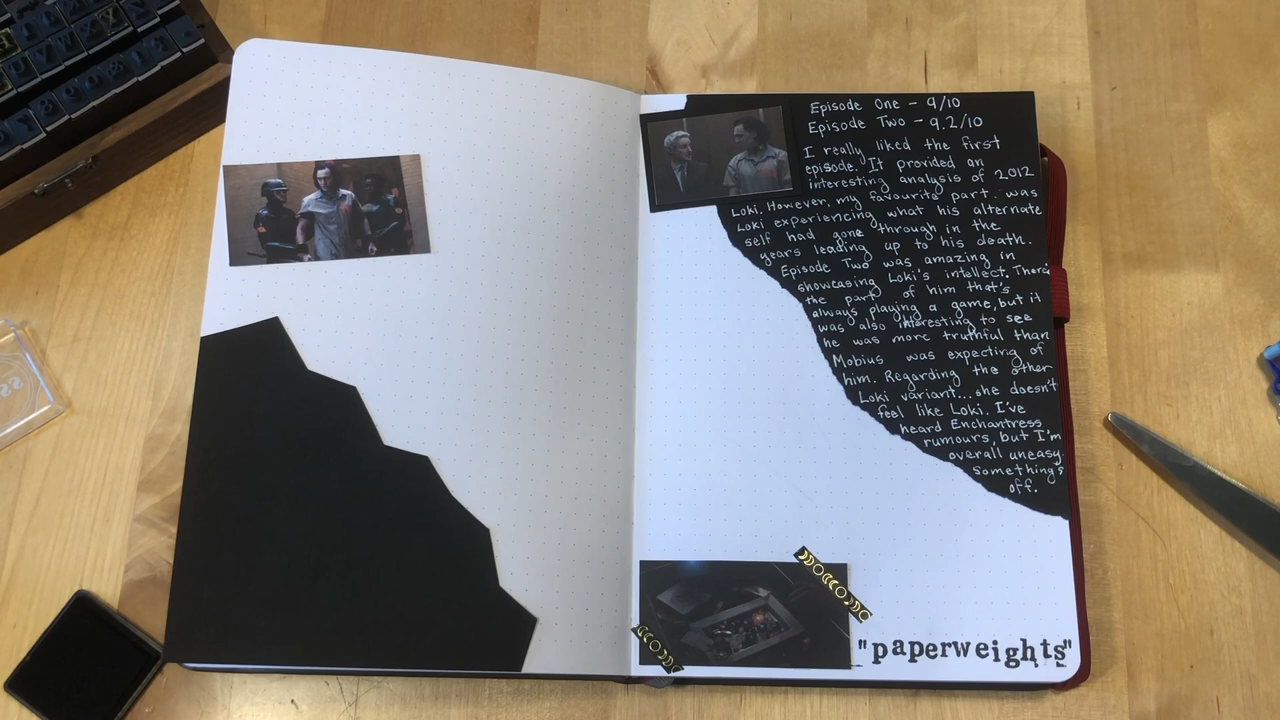 Episode One - 9/10
Episode Two - 9.2/10
I really liked the first
episode. It provided an
interesting analysis of 2012
Loki. However, my favourite part was
Loki experiencing what his alternate
self had gone through in the
years leading up to his death.
Episode Two was amazing in
showcasing Loki's intellect. There's
the part of him that's
always playing a game, but it
was also interesting to see
he was more truthful than
Mobius was expecting of
him. Regarding the other
Loki variant... she doesn't
feel like Loki. I've
heard Enchantress
rumours, but I'm
overall uneasy.
Something's
off.
"paperweights"